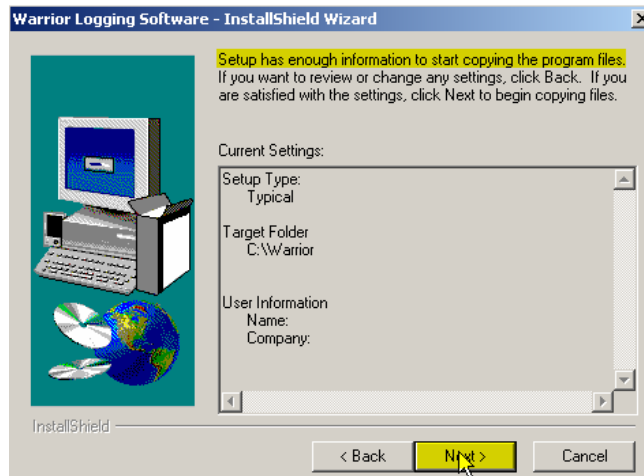 Warrior Logging Software - InstallShield Wizard
Setup has enough information to start copying the program files.
If you want to review or change any settings, click Back.  If you
are satisfied with the settings, click Next to begin copying files.
Current Settings:
Setup Type:
Typical
Target Folder
C:\Warrior
User Information
Name:
Company:
InstallShield
< Back
Next >
Cancel